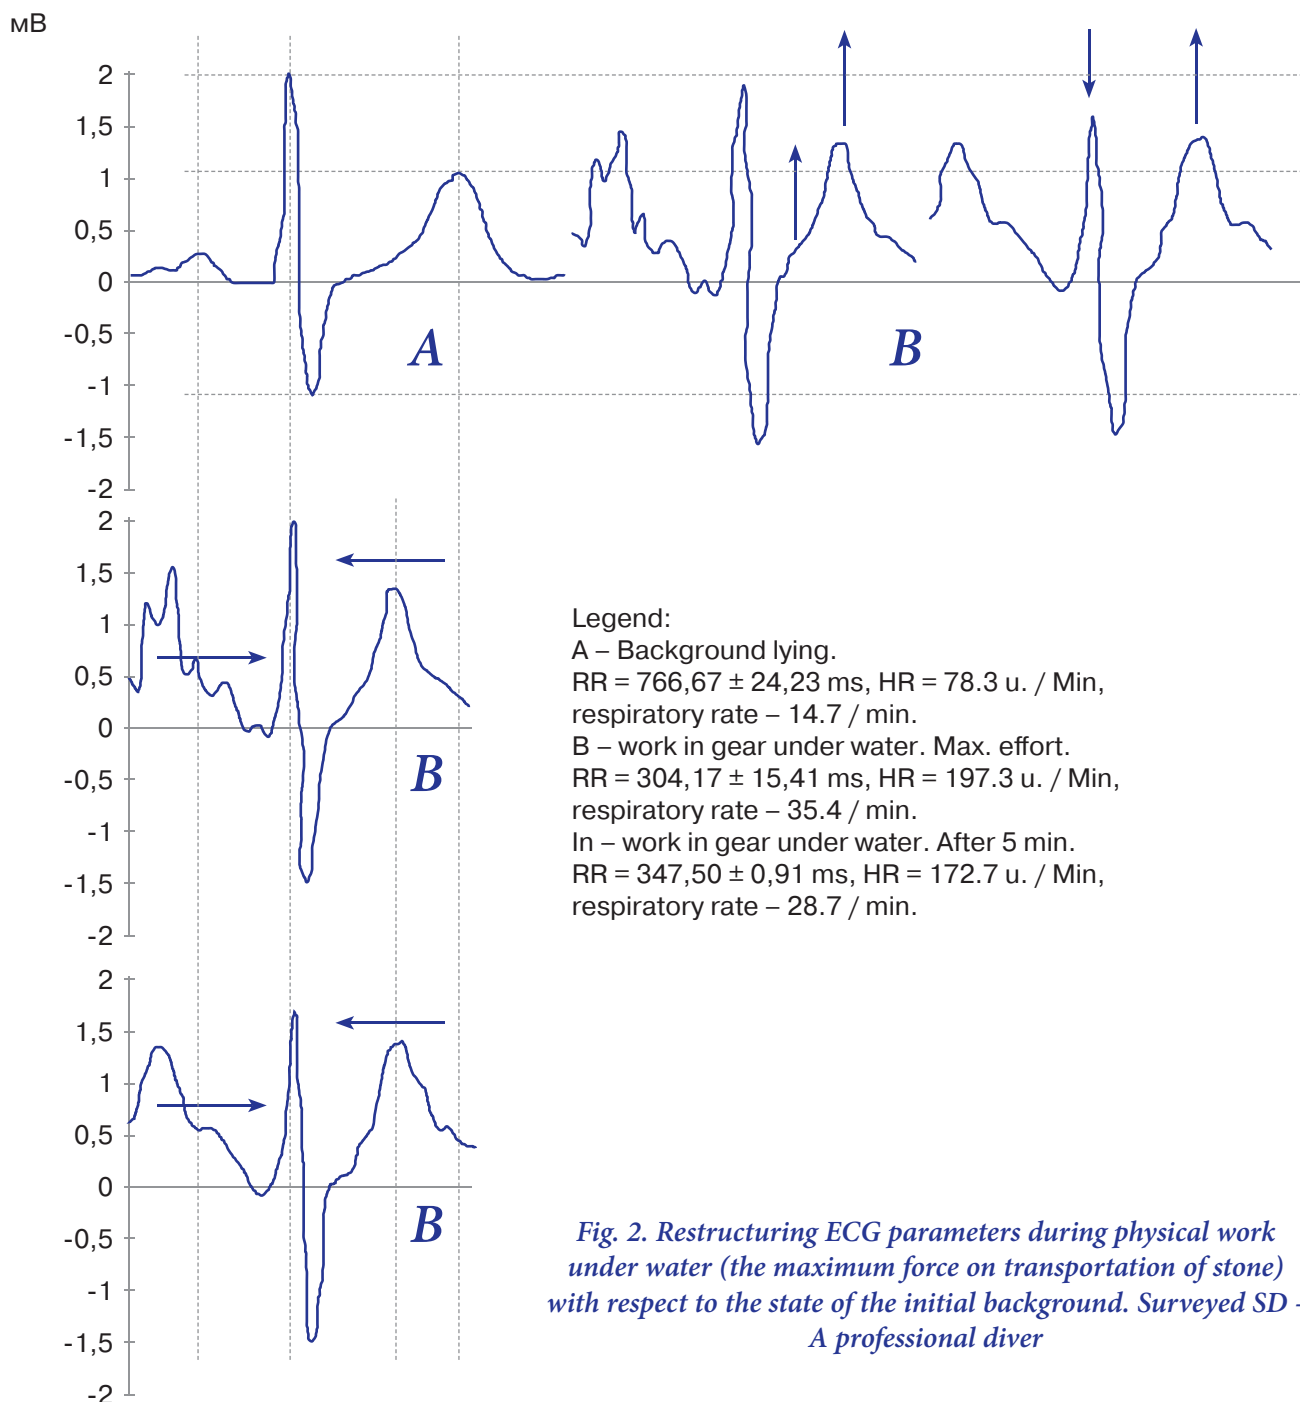 мВ
2
1,5
1
0,5
0
-0,5
-1
-1,5
-2
A
B
2
1,5
1
0,5
0
-0,5
-1
-1,5
-2
B
Legend:
A – Background lying.
RR = 766,67 ± 24,23 ms, HR = 78.3 u. / Min,
respiratory rate – 14.7 / min.
B – work in gear under water. Max. effort.
RR = 304,17 ± 15,41 ms, HR = 197.3 u. / Min,
respiratory rate – 35.4 / min.
In – work in gear under water. After 5 min.
RR = 347,50 ± 0,91 ms, HR = 172.7 u. / Min,
respiratory rate – 28.7 / min.
2
1,5
1
0,5
0
-0,5
-1
-1,5
-2
B
Fig. 2. Restructuring ECG parameters during physical work
under water (the maximum force on transportation of stone)
with respect to the state of the initial background. Surveyed SD –
A professional diver